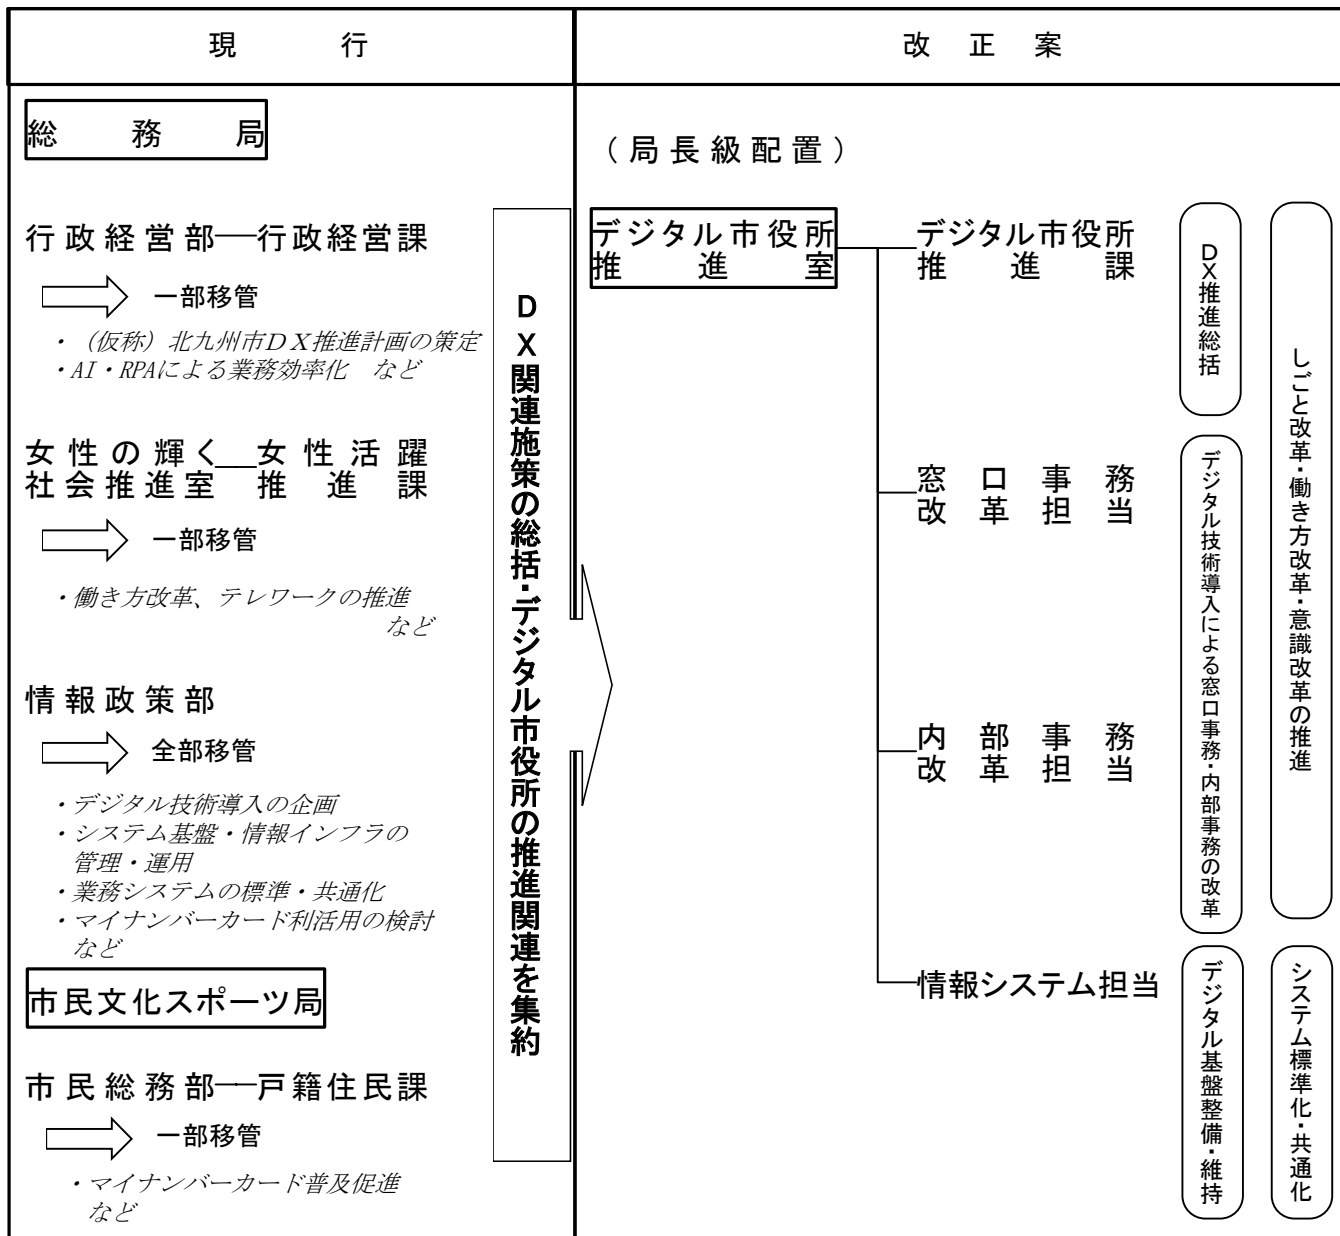 現行
改正案
総務局
行政経営部―行政経営課
一部移管
・（仮称）北九州市ＤＸ推進計画の策定
・AI・RPAによる業務効率化　など
女性の輝く
社会推進室
女性活躍
推進課
一部移管
・働き方改革、テレワークの推進
など
情報政策部
全部移管
・デジタル技術導入の企画
・システム基盤・情報インフラの
管理・運用
・業務システムの標準・共通化
・マイナンバーカード利活用の検討
など
市民文化スポーツ局
市民総務部―戸籍住民課
一部移管
・マイナンバーカード普及促進
など
ＤＸ関連施策の総括・デジタル市役所の推進関連を集約
（局長級配置）
デジタル市役所
推進室
デジタル市役所
推進課
窓口事務
改革担当
内部事務
改革担当
情報システム担当
ＤＸ推進総括
デジタル技術導入による窓口事務・内部事務の改革
デジタル基盤整備・維持
しごと改革・働き方改革・意識改革の推進
システム標準化・共通化